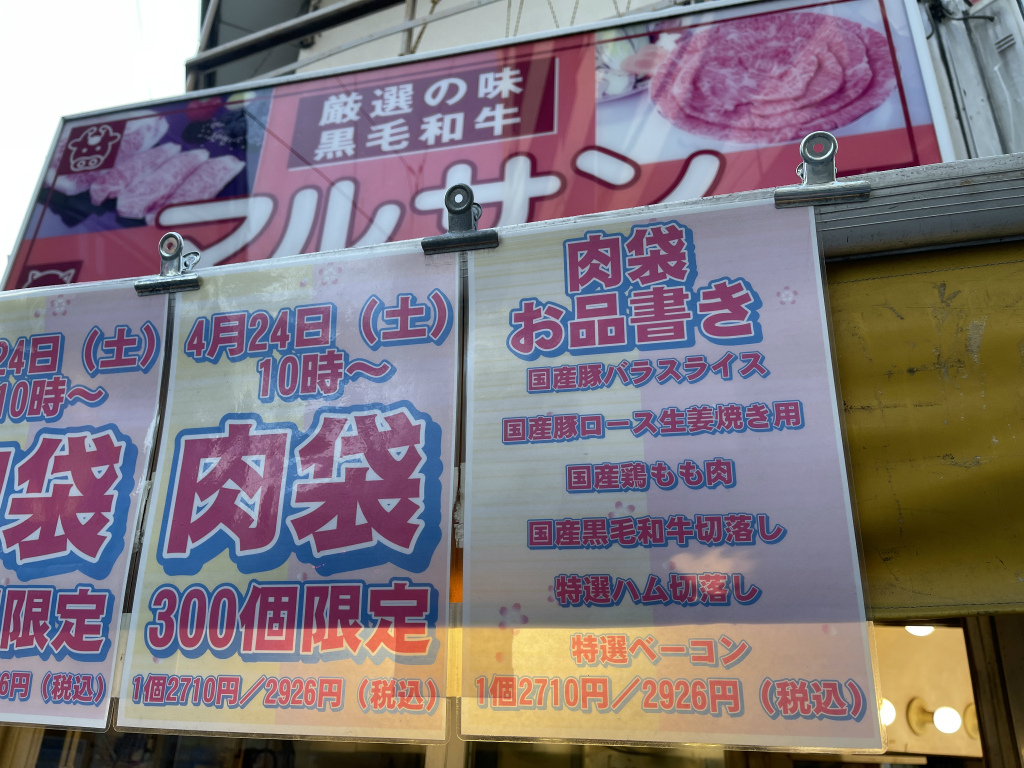 厳選の味
黒毛和牛
マルサン
24日（土）
10時～
袋
限定
6円（税込）
4月24日（土）
10時～
肉袋
300個限定
1個2710円／2926円（税込）
肉袋
お品書き
国産豚バラスライス
国産豚ロース生姜焼き用
国産鶏もも肉
国産黒毛和牛切落し
特選ハム切落し
特選ベーコン
1個2710円／2926円（税込）